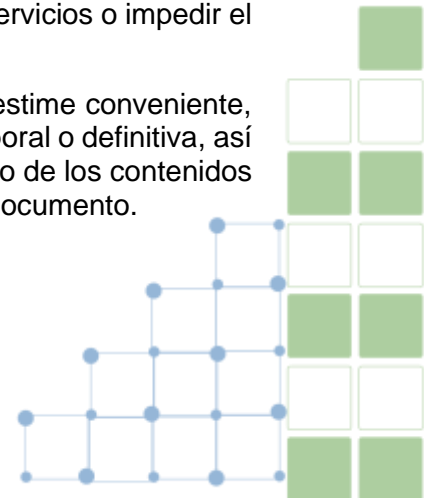 ervicios o impedir el
estime conveniente,
oral o definitiva, así
o de los contenidos
ocumento.